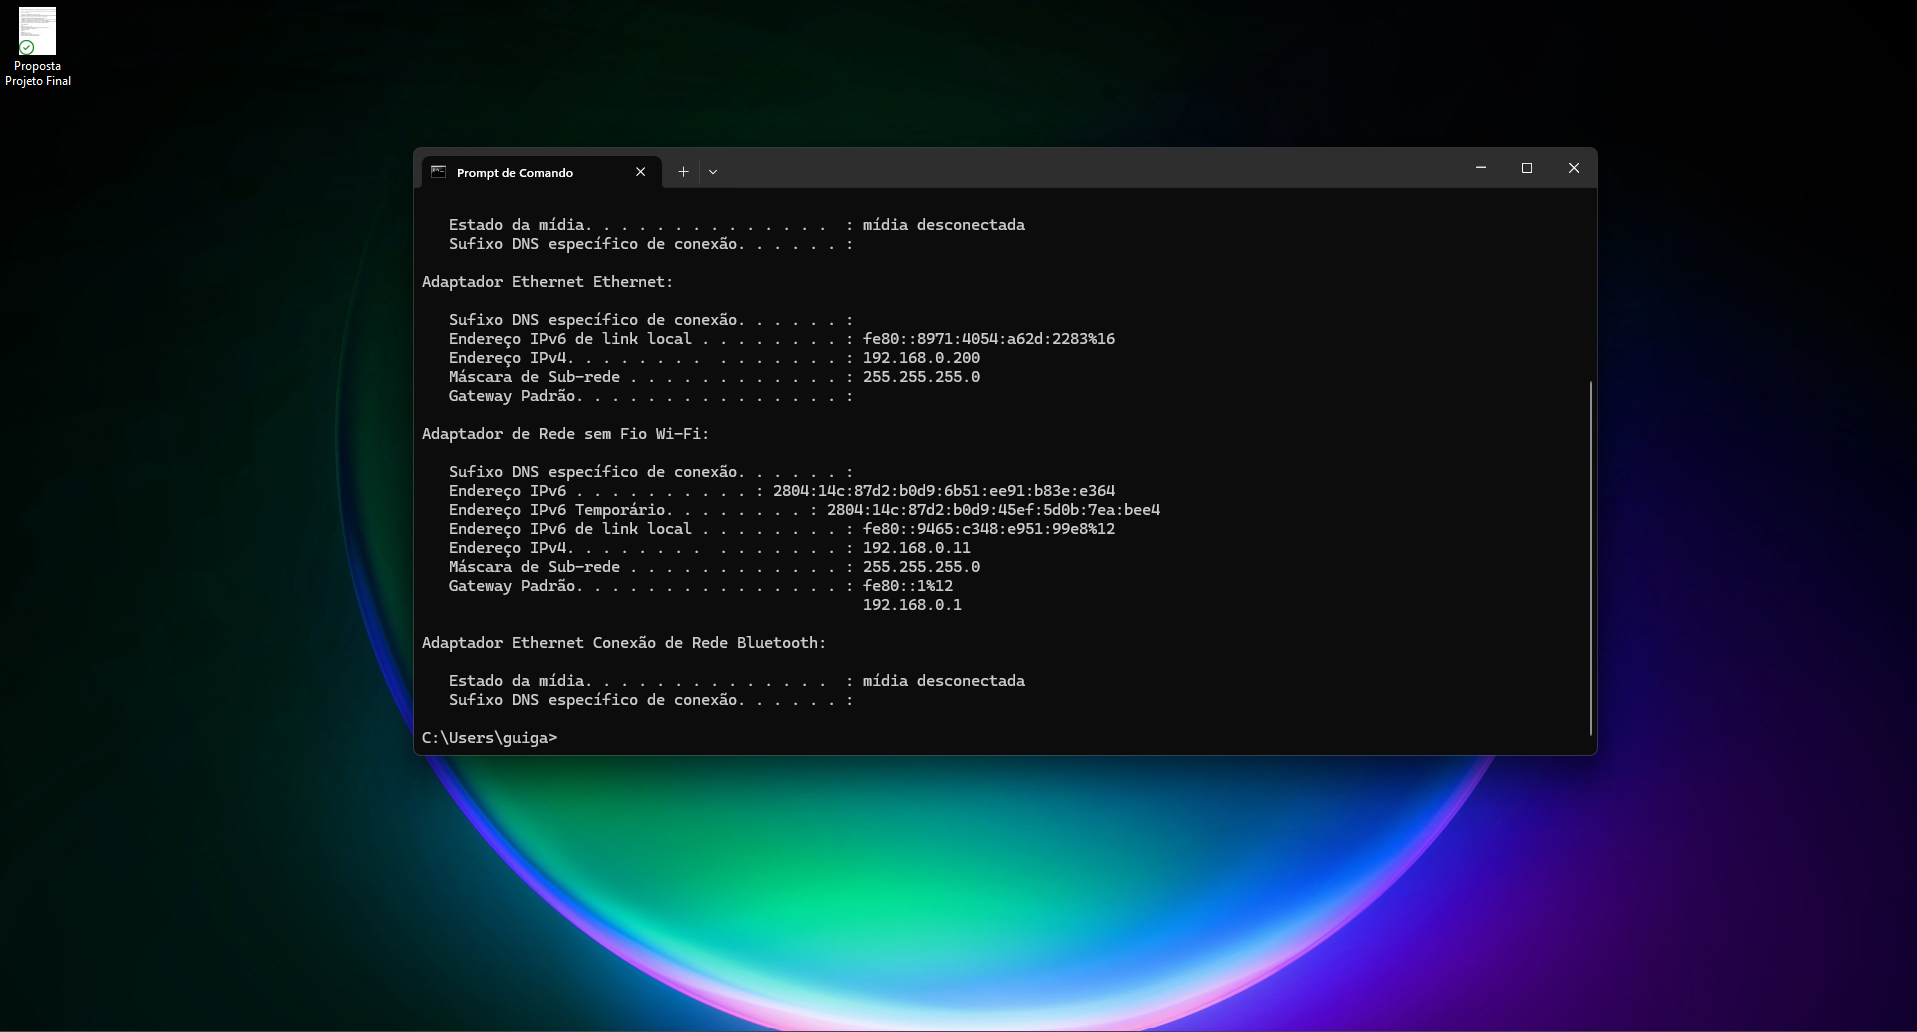 Proposta
Projeto Final
Prompt de Comando
Estado da mídia. . . . . . . . . . . . . .  : mídia desconectada
Sufixo DNS específico de conexão. . . . . . :
Adaptador Ethernet Ethernet:
Sufixo DNS específico de conexão. . . . . . :
Endereço IPv6 de link local . . . . . . . . : fe80::8971:4054:a62d:2283%16
Endereço IPv4. . . . . . . .  . . . . . . . : 192.168.0.200
Máscara de Sub-rede . . . . . . . . . . . . : 255.255.255.0
Gateway Padrão. . . . . . . . . . . . . . . :
Adaptador de Rede sem Fio Wi-Fi:
Sufixo DNS específico de conexão. . . . . . :
Endereço IPv6 . . . . . . . . . . : 2804:14c:87d2:b0d9:6b51:ee91:b83e:e364
Endereço IPv6 Temporário. . . . . . . . : 2804:14c:87d2:b0d9:45ef:5d0b:7ea:bee4
Endereço IPv6 de link local . . . . . . . . : fe80::9465:c348:e951:99e8%12
Endereço IPv4. . . . . . . .  . . . . . . . : 192.168.0.11
Máscara de Sub-rede . . . . . . . . . . . . : 255.255.255.0
Gateway Padrão. . . . . . . . . . . . . . . : fe80::1%12
192.168.0.1
Adaptador Ethernet Conexão de Rede Bluetooth:
Estado da mídia. . . . . . . . . . . . . .  : mídia desconectada
Sufixo DNS específico de conexão. . . . . . :
C:\Users\guiga>